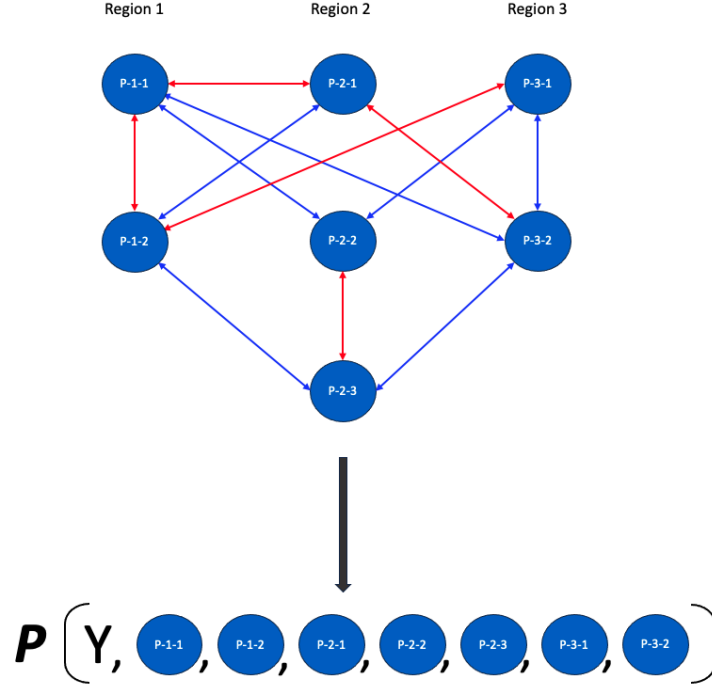 Region 1 Region 2 Region 3
P-1-1 P-2-1 P-3-1
P-1-2 P-2-2 P-3-2
P-2-3
P ( Y, P-1-1, P-1-2, P-2-1, P-2-2, P-2-3, P-3-1, P-3-2 )